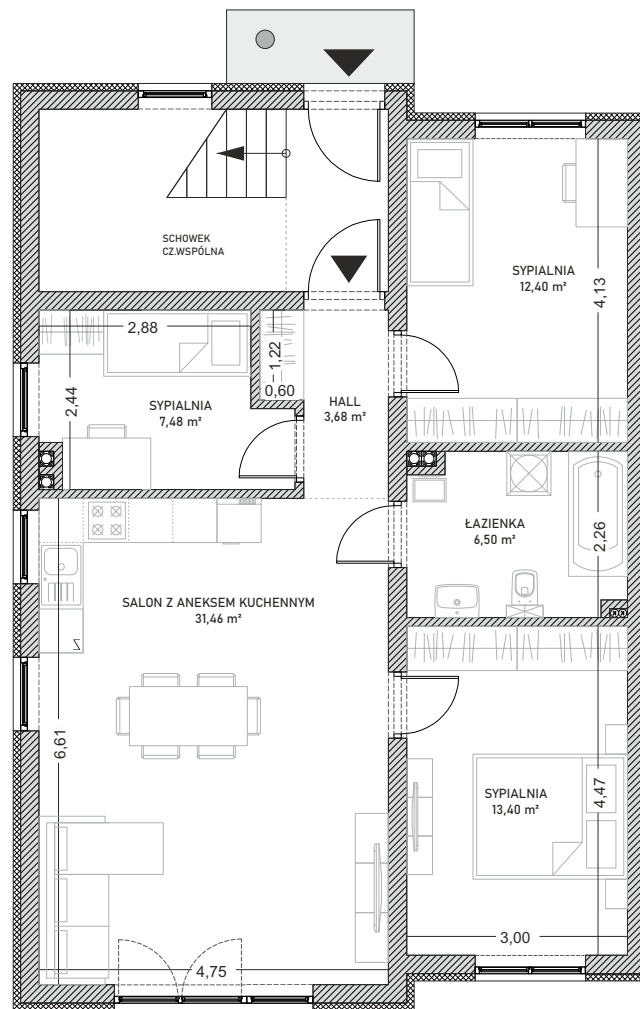 SCHOWEK
CZ.WSPÓLNA
SYPIALNIA
12,40 m²
4,13
2,88
1,22
0,60
2,44
SYPIALNIA
7,48 m²
HALL
3,68 m²
ŁAZIENKA
6,50 m²
2,26
SALON Z ANEKSEM KUCHENNYM
31,46 m²
Z
6,61
SYPIALNIA
13,40 m²
4,47
3,00
4,75